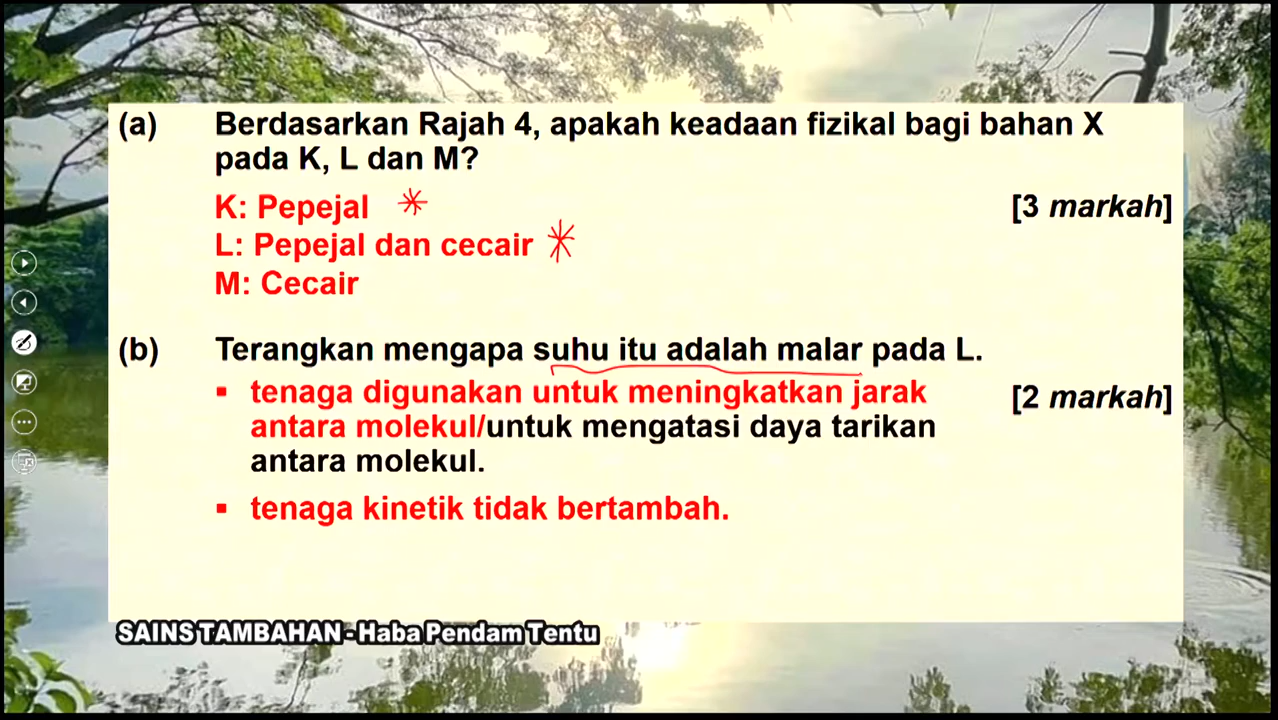 (a) Berdasarkan Rajah 4, apakah keadaan fizikal bagi bahan X
pada K, L dan M?
K: Pepejal [3 markah]
L: Pepejal dan cecair
M: Cecair
(b) Terangkan mengapa suhu itu adalah malar pada L.
▪ tenaga digunakan untuk meningkatkan jarak [2 markah]
antara molekul/untuk mengatasi daya tarikan
antara molekul.
▪ tenaga kinetik tidak bertambah.
SAINS TAMBAHAN - Haba Pendam Tentu